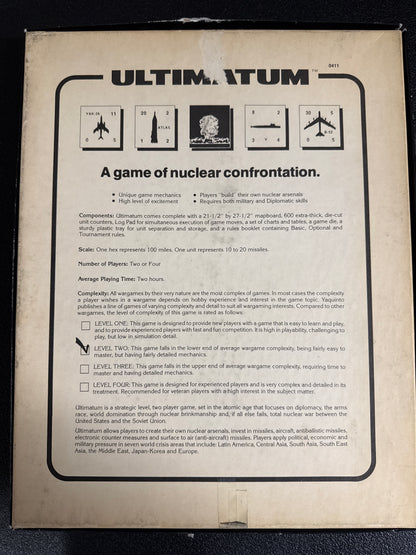 0411
ULTIMATUM™
YAK-28 11
0 5
20 2
ATLAS
1 2
8 2
3 V 4
30 5
B-52
0 5
A game of nuclear confrontation.
• Unique game mechanics • Players "build" their own nuclear arsenals
• High level of excitement • Requires both military and Diplomatic skills
Components: Ultimatum comes complete with a 21-1/2" by 27-1/2" mapboard, 600 extra-thick, die-cut
unit counters, Log Pad for simultaneous execution of game moves, a set of charts and tables, a game die, a
sturdy plastic tray for unit separation and storage, and a rules booklet containing Basic, Optional and
Tournament rules.
Scale: One hex represents 100 miles. One unit represents 10 to 20 missiles.
Number of Players: Two or Four
Average Playing Time: Two hours.
Complexity: All wargames by their very nature are the most complex of games. In most cases the complexity
a player wishes in a wargame depends on hobby experience and interest in the game topic. Yaquinto
publishes a line of games of varying complexity and detail to suit all wargaming interests. Compared to other
wargames, the level of complexity of this game is rated as follows:
LEVEL ONE: This game is designed to provide new players with a game that is easy to learn and play,
and to provide experienced players with fast and fun competition. It is high in playability, challenging to
play, but low in simulation detail.
LEVEL TWO: This game falls in the lower end of average wargame complexity, being fairly easy to
master, but having fairly detailed mechanics.
LEVEL THREE: This game falls in the upper end of average wargame complexity, requiring time to
master and having detailed mechanics.
LEVEL FOUR: This game is designed for experienced players and is very complex and detailed in its
treatment. Recommended for veteran players with a high interest in the subject matter.
Ultimatum is a strategic level, two player game, set in the atomic age that focuses on diplomacy, the arms
race, world domination through nuclear brinkmanship and, if all else fails, total nuclear war between the
United States and the Soviet Union.
Ultimatum allows players to create their own nuclear arsenals, invest in missiles, aircraft, antiballistic missiles,
electronic counter measures and surface to air (anti-aircraft) missiles. Players apply political, economic and
military pressure in seven world crisis areas that include: Latin America, Central Asia, South Asia, South East
Asia, the Middle East, Japan-Korea and Europe.